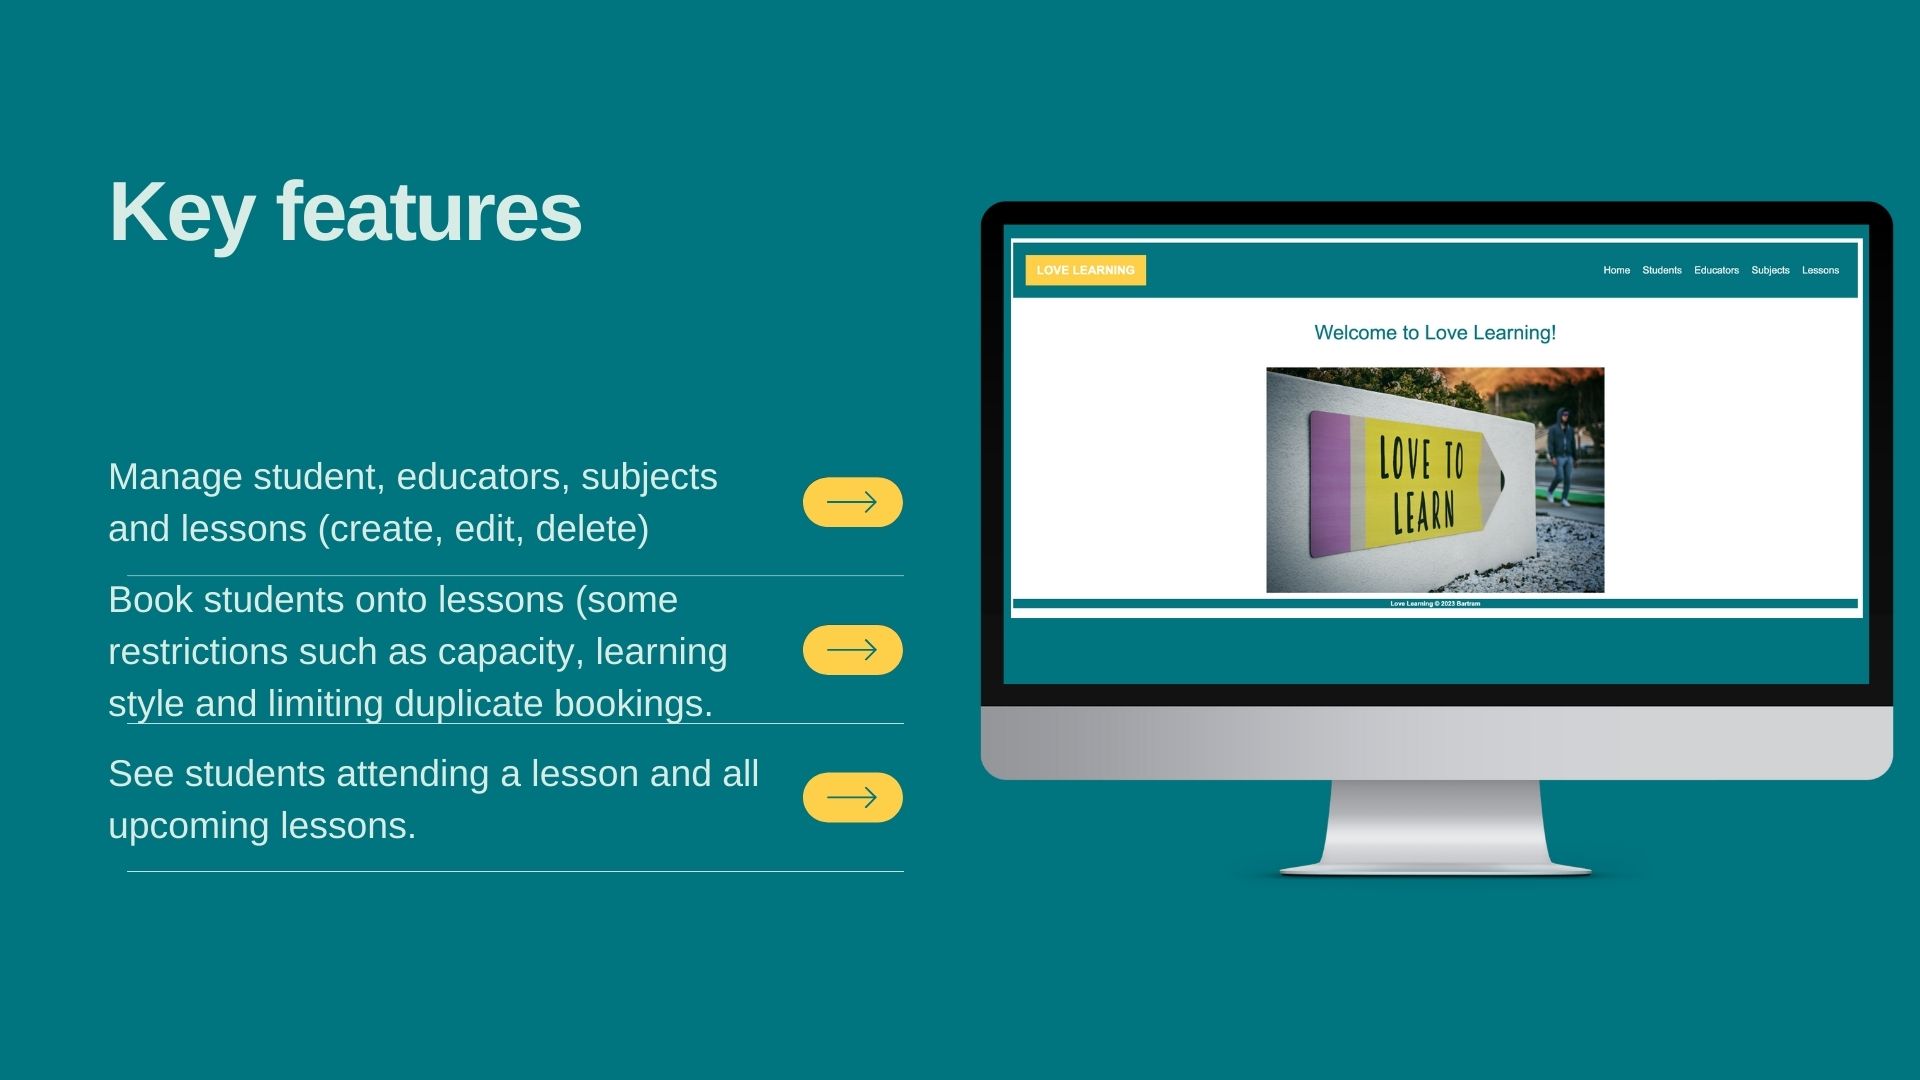 Key features
Manage student, educators, subjects
and lessons (create, edit, delete)
Book students onto lessons (some
restrictions such as capacity, learning
style and limiting duplicate bookings.
See students attending a lesson and all
upcoming lessons.
LOVE LEARNING
Home Students Educators Subjects Lessons
Welcome to Love Learning!
LOVE TO
LEARN
Love Learning © 2023 Bartram